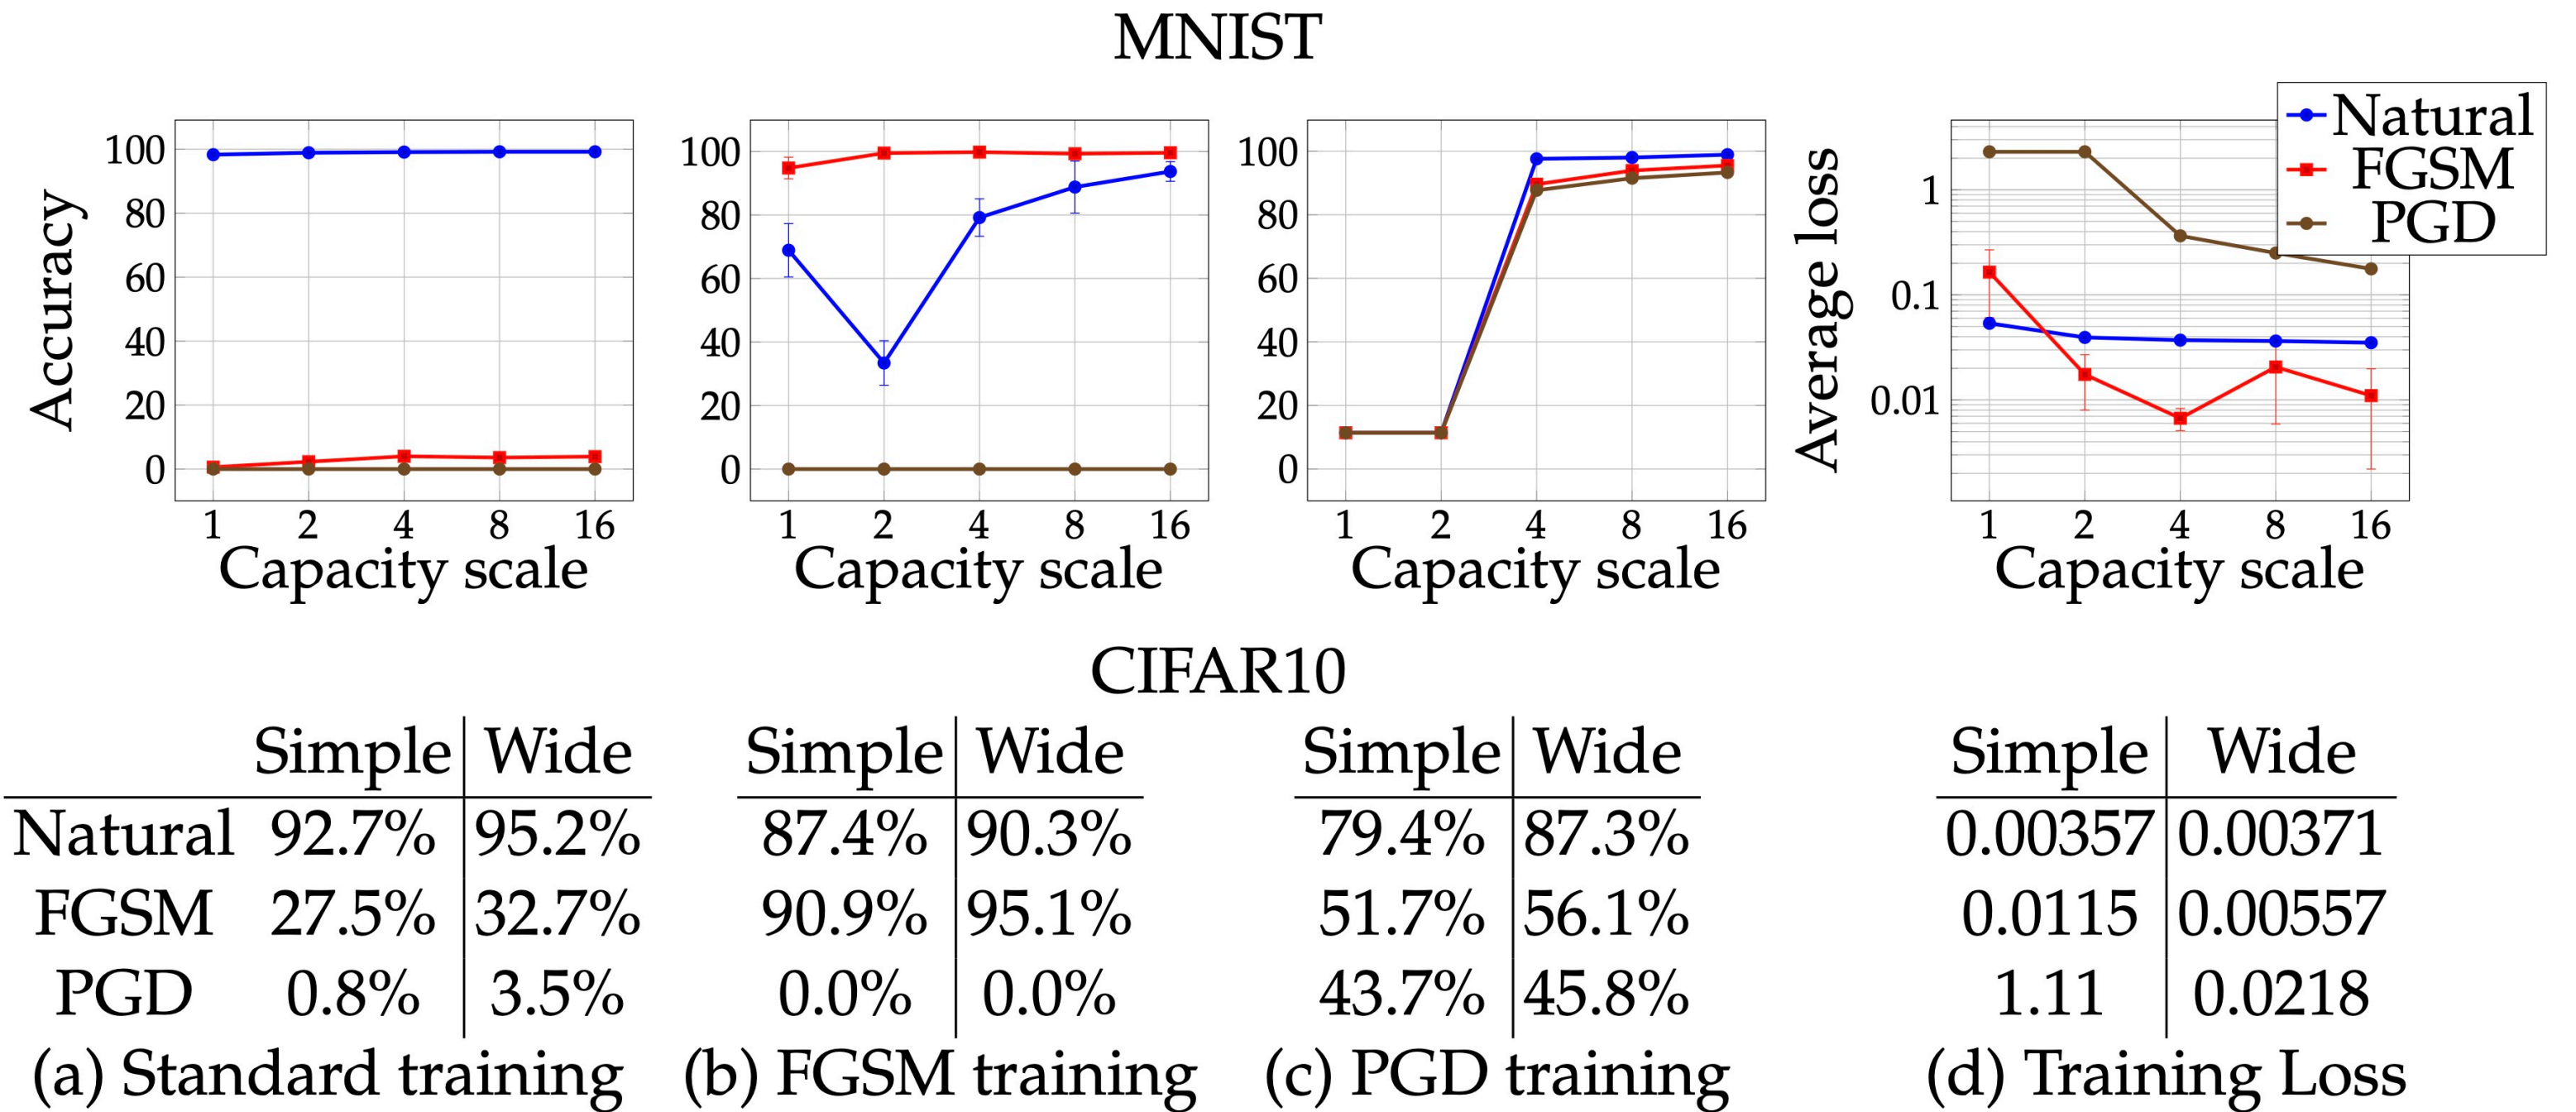 MNIST
Accuracy
100
80
60
40
20
0
1 2 4 8 16
Capacity scale
100
80
60
40
20
0
1 2 4 8 16
Capacity scale
100
80
60
40
20
0
1 2 4 8 16
Capacity scale
Average loss
1
0.1
0.01
1 2 4 8 16
Capacity scale
Natural
FGSM
PGD
CIFAR10
Simple Wide Simple Wide Simple Wide Simple Wide
Natural 92.7% 95.2% 87.4% 90.3% 79.4% 87.3% 0.00357 0.00371
FGSM 27.5% 32.7% 90.9% 95.1% 51.7% 56.1% 0.0115 0.00557
PGD 0.8% 3.5% 0.0% 0.0% 43.7% 45.8% 1.11 0.0218
(a) Standard training (b) FGSM training (c) PGD training (d) Training Loss